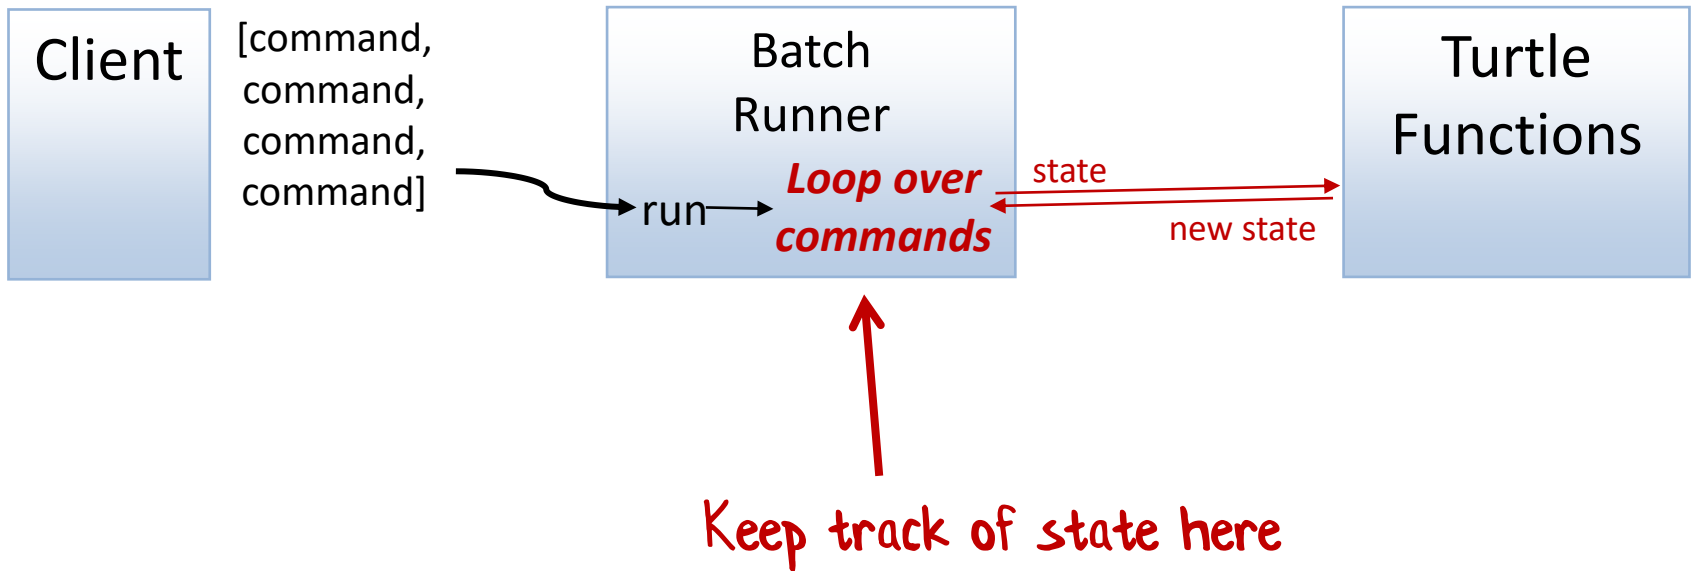 Client
[command,
command,
command,
command]
Batch
Runner
run
Loop over
commands
state
new state
Turtle
Functions
Keep track of state here